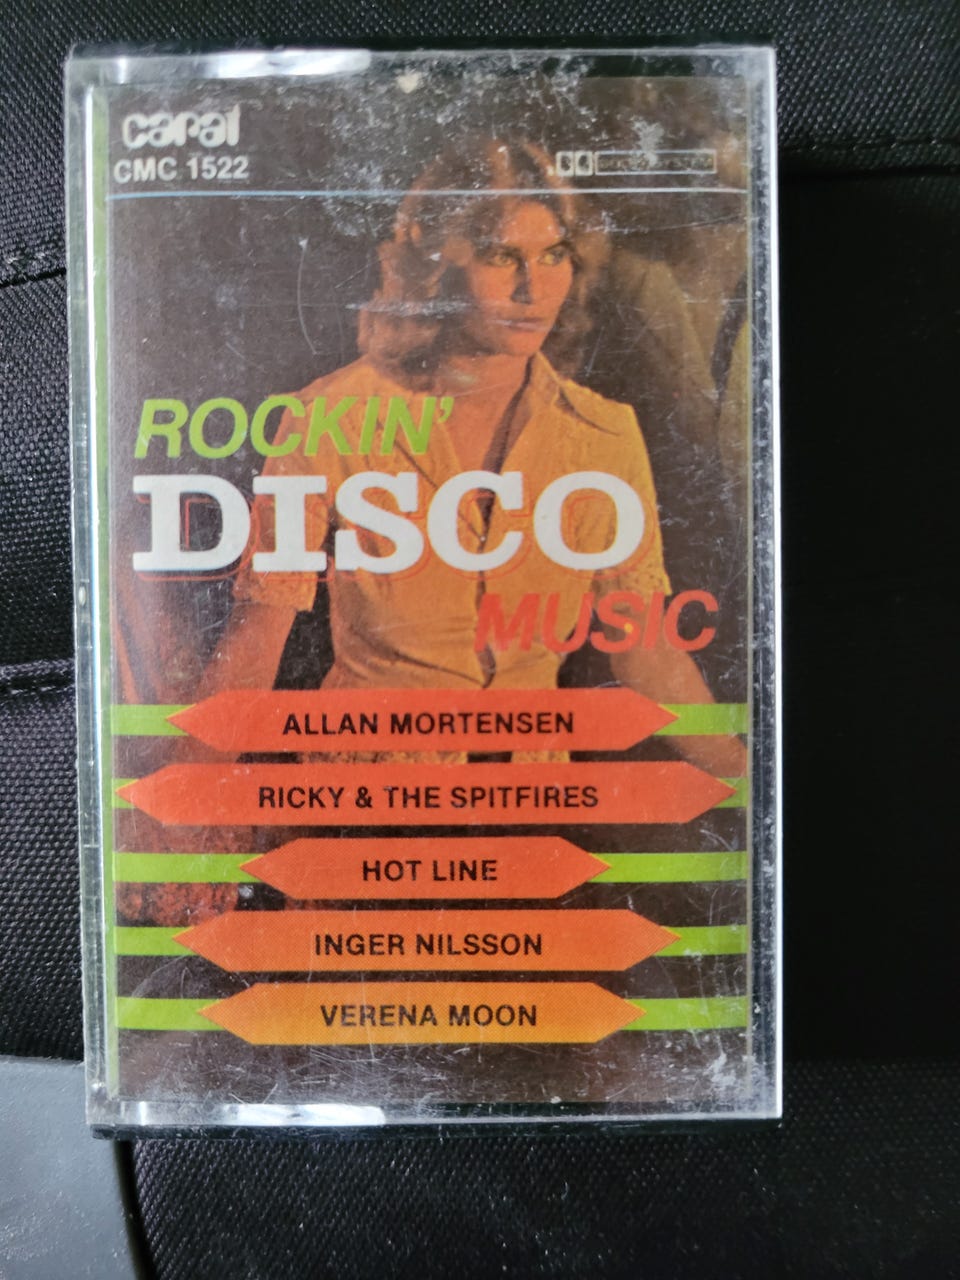 caral
CMC 1522
ROCKIN'
DISCO
MUSIC
ALLAN MORTENSEN
RICKY & THE SPITFIRES
HOT LINE
INGER NILSSON
VERENA MOON